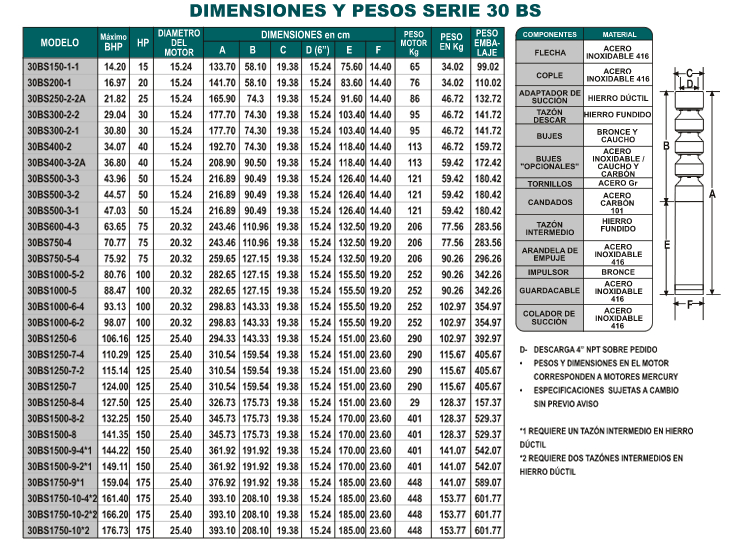 DIMENSIONES Y PESOS SERIE 30 BS
MODELO Máximo BHP HP DIAMETRO DEL MOTOR DIMENSIONES en cm PESO MOTOR Kg PESO EN Kg PESO EMBA-LAJE
A B C D (6") E F
30BS150-1-1 14.20 15 15.24 133.70 58.10 19.38 15.24 75.60 14.40 65 34.02 99.02
30BS200-1 16.97 20 15.24 141.70 58.10 19.38 15.24 83.60 14.40 76 34.02 110.02
30BS250-2-2A 21.82 25 15.24 165.90 74.3 19.38 15.24 91.60 14.40 86 46.72 132.72
30BS300-2-2 29.04 30 15.24 177.70 74.30 19.38 15.24 103.40 14.40 95 46.72 141.72
30BS300-2-1 30.80 30 15.24 177.70 74.30 19.38 15.24 103.40 14.40 95 46.72 141.72
30BS400-2 34.07 40 15.24 192.70 74.30 19.38 15.24 118.40 14.40 113 46.72 159.72
30BS400-3-2A 36.80 40 15.24 208.90 90.50 19.38 15.24 118.40 14.40 113 59.42 172.42
30BS500-3-3 43.96 50 15.24 216.89 90.49 19.38 15.24 126.40 14.40 121 59.42 180.42
30BS500-3-2 44.57 50 15.24 216.89 90.49 19.38 15.24 126.40 14.40 121 59.42 180.42
30BS500-3-1 47.03 50 15.24 216.89 90.49 19.38 15.24 126.40 14.40 121 59.42 180.42
30BS600-4-3 63.65 75 20.32 243.46 110.96 19.38 15.24 132.50 19.20 206 77.56 283.56
30BS750-4 70.77 75 20.32 243.46 110.96 19.38 15.24 132.50 19.20 206 77.56 283.56
30BS750-5-4 75.92 75 20.32 259.65 127.15 19.38 15.24 132.50 19.20 206 90.26 296.26
30BS1000-5-2 80.76 100 20.32 282.65 127.15 19.38 15.24 155.50 19.20 252 90.26 342.26
30BS1000-5 88.47 100 20.32 282.65 127.15 19.38 15.24 155.50 19.20 252 90.26 342.26
30BS1000-6-4 93.13 100 20.32 298.83 143.33 19.38 15.24 155.50 19.20 252 102.97 354.97
30BS1000-6-2 98.07 100 20.32 298.83 143.33 19.38 15.24 155.50 19.20 252 102.97 354.97
30BS1250-6 106.16 125 25.40 294.33 143.33 19.38 15.24 151.00 23.60 290 102.97 392.97
30BS1250-7-4 110.29 125 25.40 310.54 159.54 19.38 15.24 151.00 23.60 290 115.67 405.67
30BS1250-7-2 115.14 125 25.40 310.54 159.54 19.38 15.24 151.00 23.60 290 115.67 405.67
30BS1250-7 124.00 125 25.40 310.54 159.54 19.38 15.24 151.00 23.60 290 115.67 405.67
30BS1250-8-4 127.50 125 25.40 326.73 175.73 19.38 15.24 151.00 23.60 29 128.37 157.37
30BS1500-8-2 132.25 150 25.40 345.73 175.73 19.38 15.24 170.00 23.60 401 128.37 529.37
30BS1500-8 141.35 150 25.40 345.73 175.73 19.38 15.24 170.00 23.60 401 128.37 529.37
30BS1500-9-4*1 144.22 150 25.40 361.92 191.92 19.38 15.24 170.00 23.60 401 141.07 542.07
30BS1500-9-2*1 149.11 150 25.40 361.92 191.92 19.38 15.24 170.00 23.60 401 141.07 542.07
30BS1750-9*1 159.04 175 25.40 376.92 191.92 19.38 15.24 185.00 23.60 448 141.07 589.07
30BS1750-10-4*2 161.40 175 25.40 393.10 208.10 19.38 15.24 185.00 23.60 448 153.77 601.77
30BS1750-10-2*2 166.20 175 25.40 393.10 208.10 19.38 15.24 185.00 23.60 448 153.77 601.77
30BS1750-10*2 176.73 175 25.40 393.10 208.10 19.38 15.24 185.00 23.60 448 153.77 601.77
COMPONENTES MATERIAL
FLECHA ACERO INOXIDABLE 416
COPLE ACERO INOXIDABLE 416
ADAPTADOR DE SUCCIÓN HIERRO DÚCTIL
TAZÓN DESCAR HIERRO FUNDIDO
BUJES BRONCE Y CAUCHO
BUJES "OPCIONALES" ACERO INOXIDABLE / CAUCHO Y CARBÓN
TORNILLOS ACERO Gr
CANDADOS ACERO CARBÓN 101
TAZÓN INTERMEDIO HIERRO FUNDIDO
ARANDELA DE EMPUJE ACERO INOXIDABLE 416
IMPULSOR BRONCE
GUARDACABLE ACERO INOXIDABLE 416
COLADOR DE SUCCIÓN ACERO INOXIDABLE 416
C
D
B
A
E
F
D- DESCARGA 4" NPT SOBRE PEDIDO
• PESOS Y DIMENSIONES EN EL MOTOR
CORRESPONDEN A MOTORES MERCURY
• ESPECIFICACIONES SUJETAS A CAMBIO
SIN PREVIO AVISO
*1 REQUIERE UN TAZÓN INTERMEDIO EN HIERRO
DÚCTIL
*2 REQUIERE DOS TAZÓNES INTERMEDIOS EN
HIERRO DÚCTIL